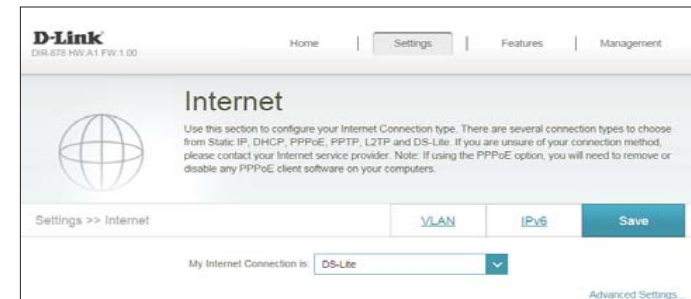 D-Link
DIR-878 HW:A1 FW:1.00
Home | Settings | Features | Management
Internet
Use this section to configure your Internet Connection type. There are several connection types to choose
from Static IP, DHCP, PPPoE, PPTP, L2TP and DS-Lite. If you are unsure of your connection method,
please contact your Internet service provider. Note: If using the PPPoE option, you will need to remove or
disable any PPPoE client software on your computers.
Settings >> Internet
VLAN
IPv6
Save
My Internet Connection is: DS-Lite
Advanced Settings...